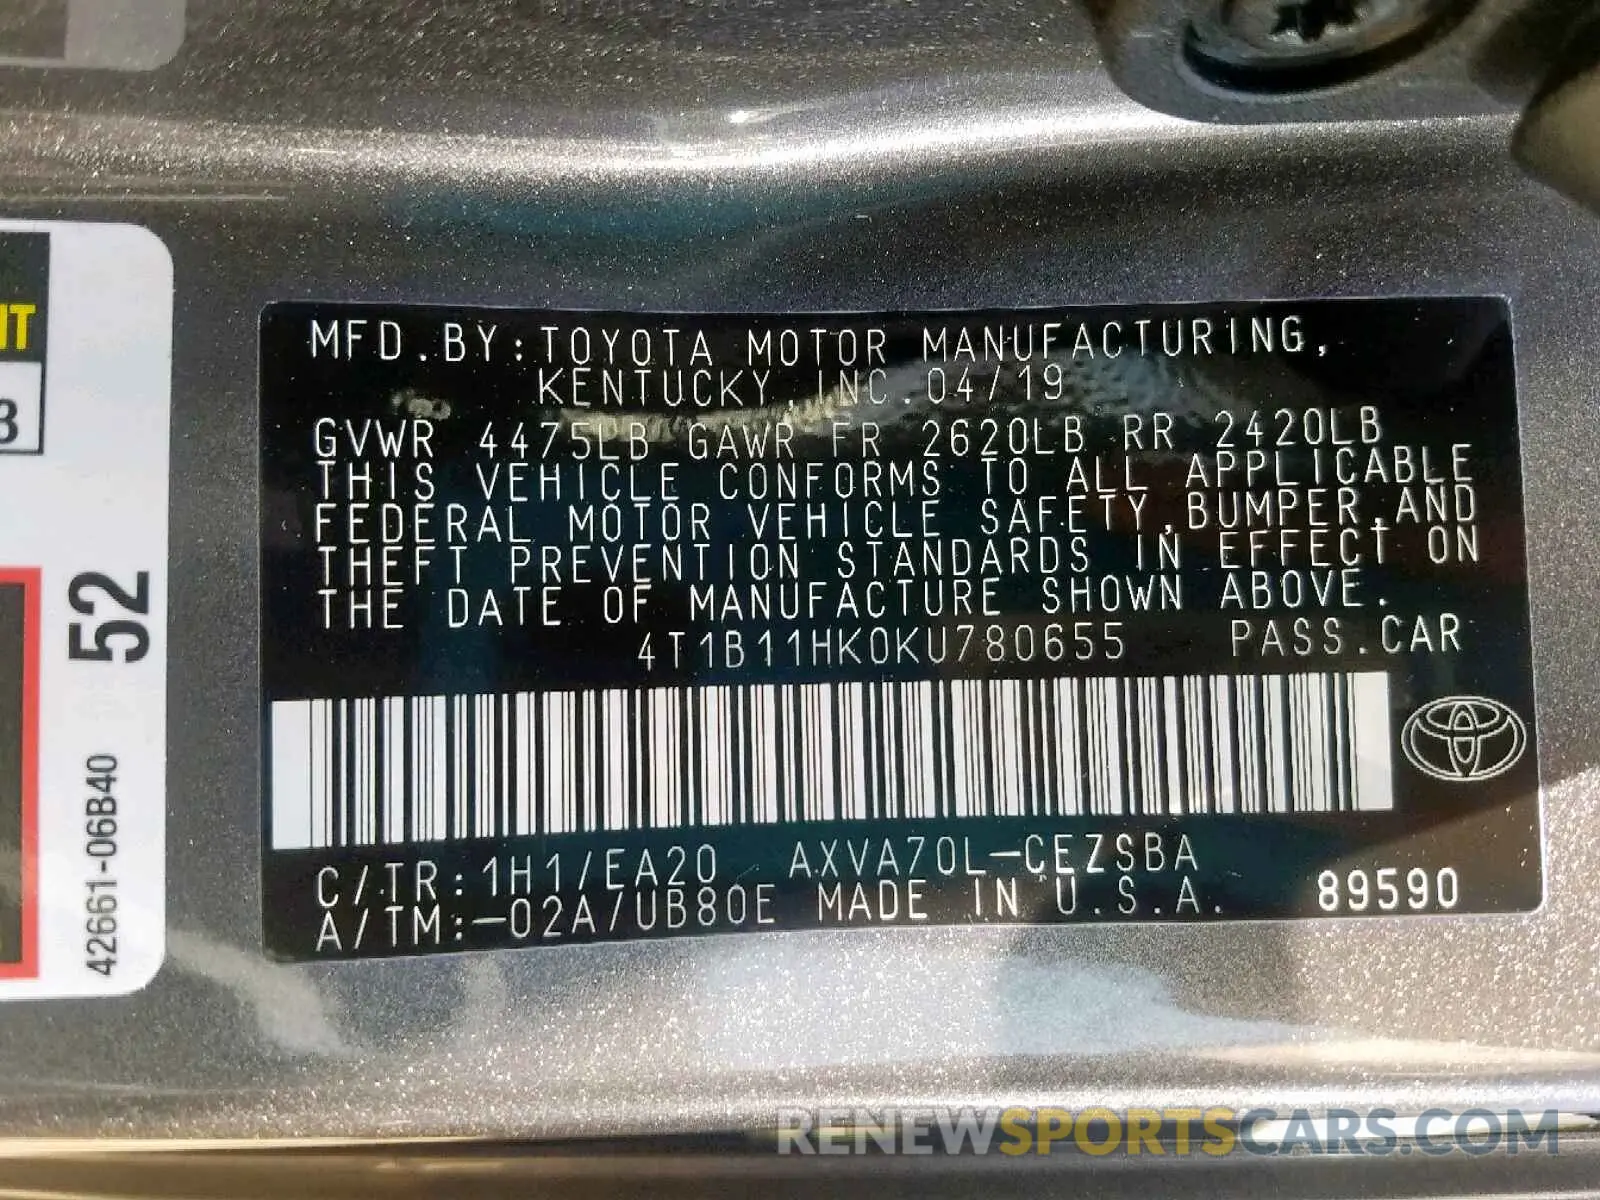 MFD.BY:TOYOTA MOTOR MANUFACTURING,
KENTUCKY,INC.04/19
GVWR 4475LB GAWR FR 2620LB RR 2420LB
THIS VEHICLE CONFORMS TO ALL APPLICABLE
FEDERAL MOTOR VEHICLE SAFETY,BUMPER,AND
THEFT PREVENTION STANDARDS IN EFFECT ON
THE DATE OF MANUFACTURE SHOWN ABOVE.
4T1B11HK0KU780655 PASS.CAR
C/TR:1H1/EA20 AXVA70L-CEZSBA
A/TM:-02A/UB80E MADE IN U.S.A. 89590
52
42661-06B40
RENEWSPORTSCARS.COM